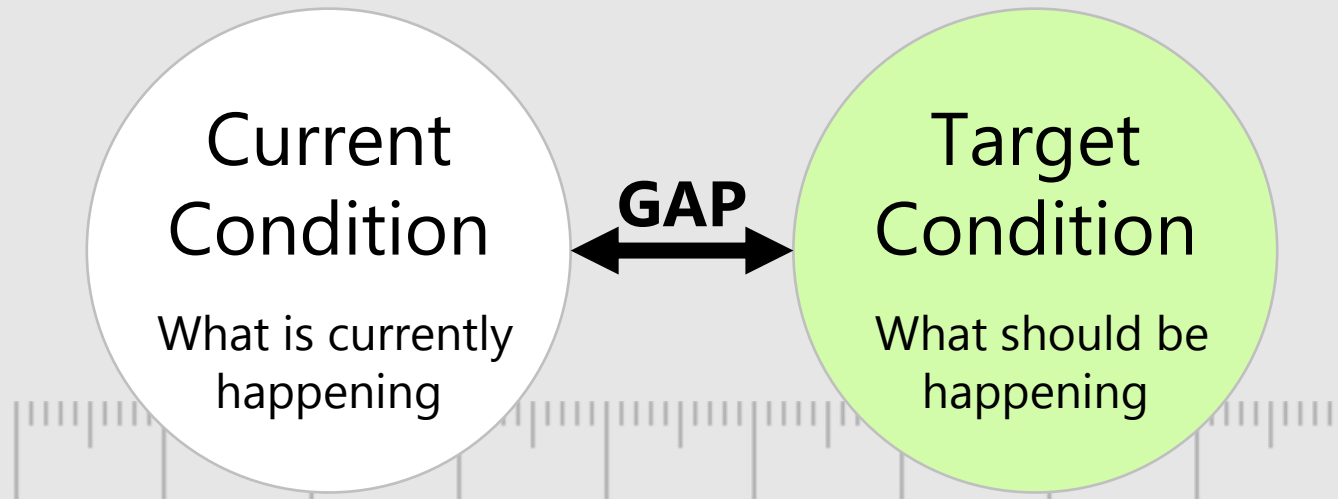 Current
Condition
What is currently
happening
GAP
Target
Condition
What should be
happening